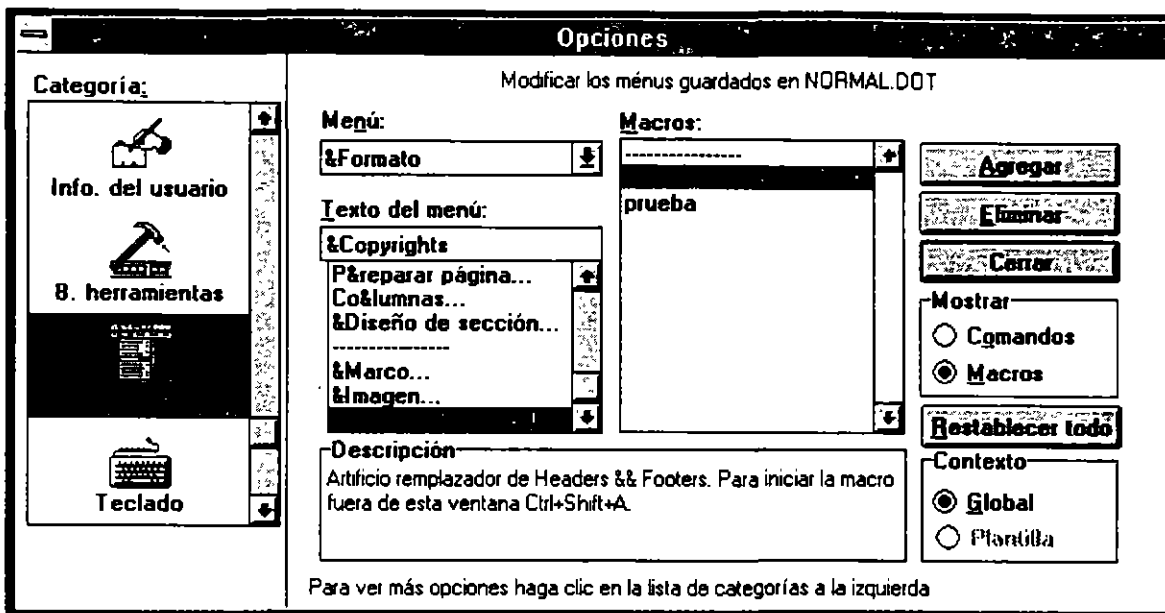 Opciones
Categoría:
Info. del usuario
8. herramientas
Teclado
Modificar los ménus guardados en NORMAL.DOT
Menú:
&Formato
Texto del menú:
&Copyrights
P&reparar página...
Co&lumnas...
&Diseño de sección...
----------------
&Marco...
&Imagen...
Macros:
----------------
prueba
Agregar
Eliminar
Cerrar
Mostrar
Comandos
Macros
Restablecer todo
Contexto
Global
Plantilla
Descripción
Artificio remplazador de Headers && Footers. Para iniciar la macro
fuera de esta ventana Ctrl+Shift+A.
Para ver más opciones haga clic en la lista de categorías a la izquierda